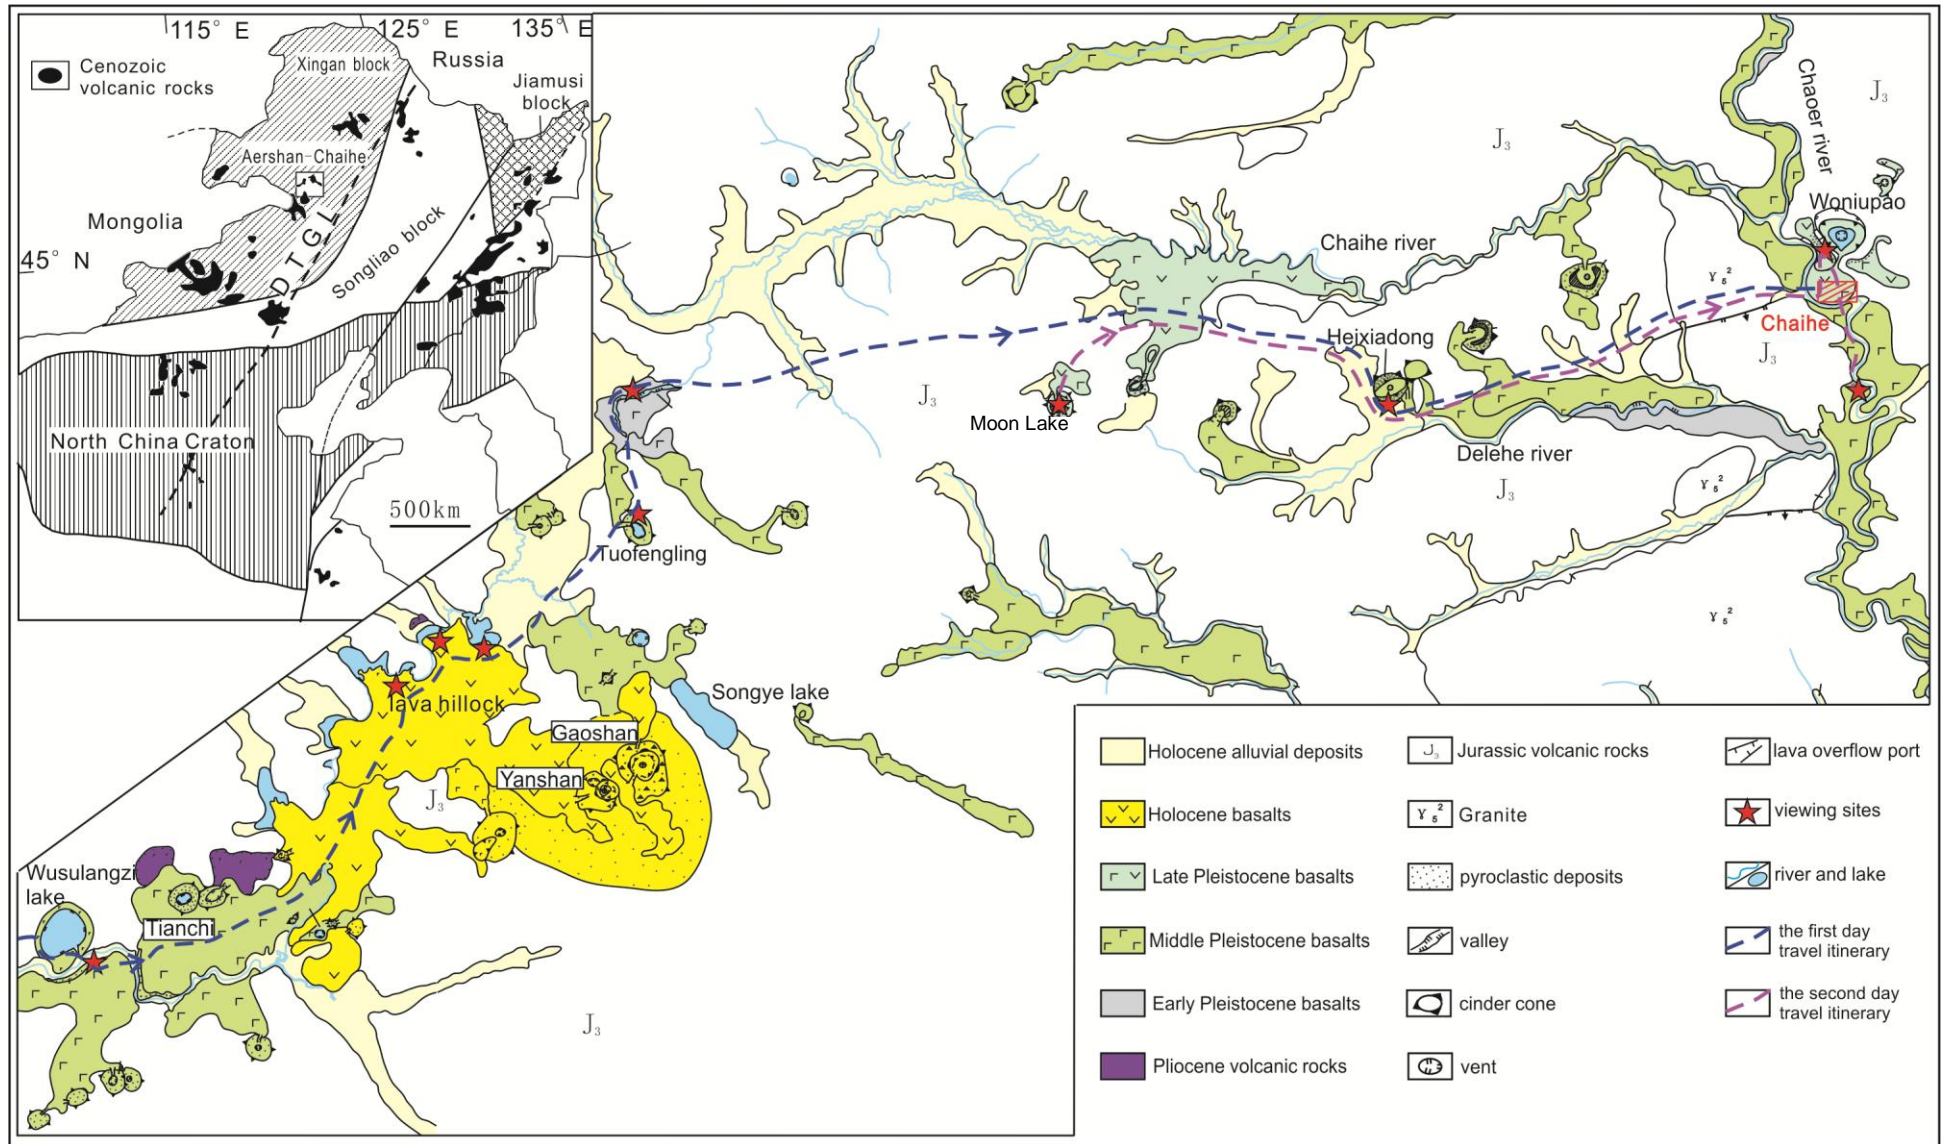 115° E
125° E
135° E
Cenozoic
volcanic rocks
Xingan block
Russia
Jiamusi
block
Aershan-Chaihe
Mongolia
45° N
DTGL
Songliao block
North China Craton
500km
Chaoer river
J3
J3
Woniupao
Chaihe river
γ5²
Chaihe
J3
Heixiadong
J3
Moon Lake
Delehe river
γ5²
J3
Tuofengling
γ5²
lava hillock
Songye lake
Gaoshan
Yanshan
J3
Wusulangzi
lake
Tianchi
J3
Holocene alluvial deposits
Holocene basalts
Late Pleistocene basalts
Middle Pleistocene basalts
Early Pleistocene basalts
Pliocene volcanic rocks
J3
Jurassic volcanic rocks
γ5²
Granite
pyroclastic deposits
valley
cinder cone
vent
lava overflow port
viewing sites
river and lake
the first day
travel itinerary
the second day
travel itinerary